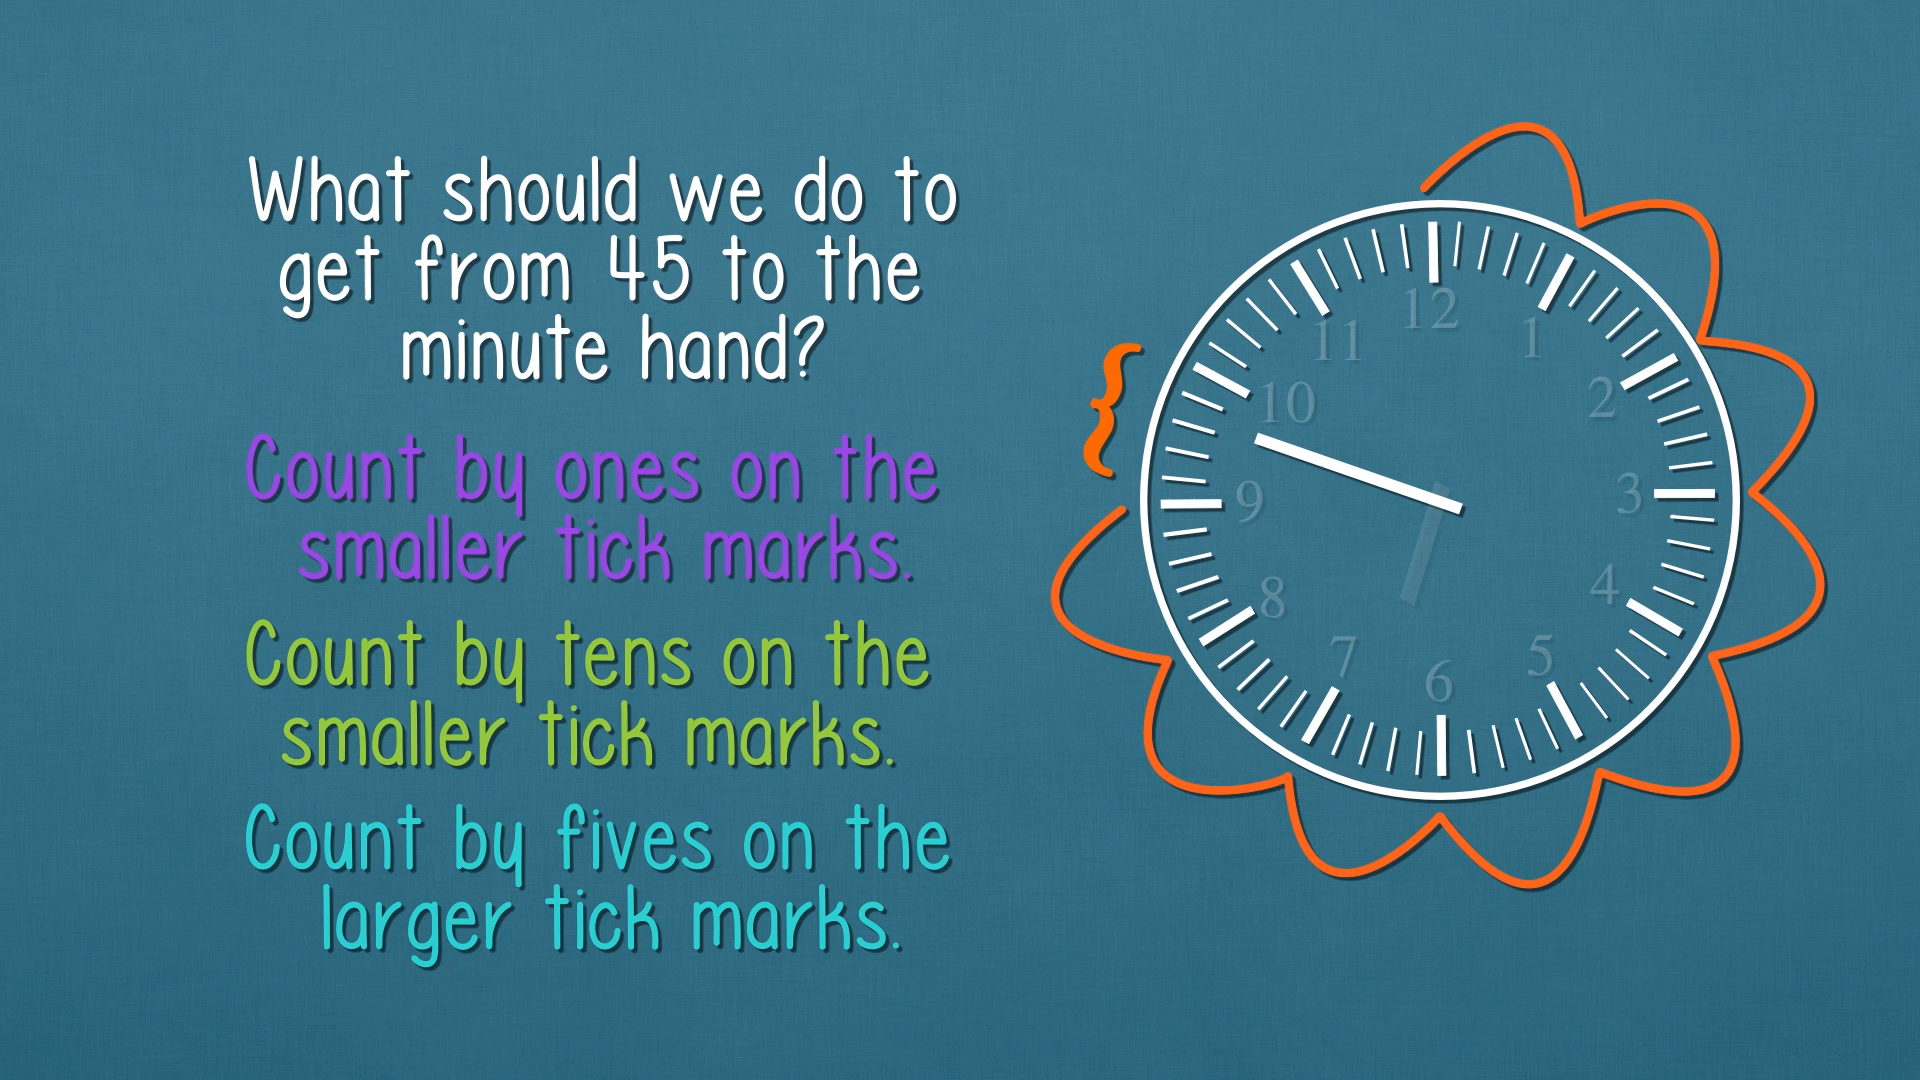 What should we do to
get from 45 to the
minute hand?
Count by ones on the
smaller tick marks.
Count by tens on the
smaller tick marks.
Count by fives on the
larger tick marks.
12
1
2
3
4
5
6
7
8
9
10
11
{